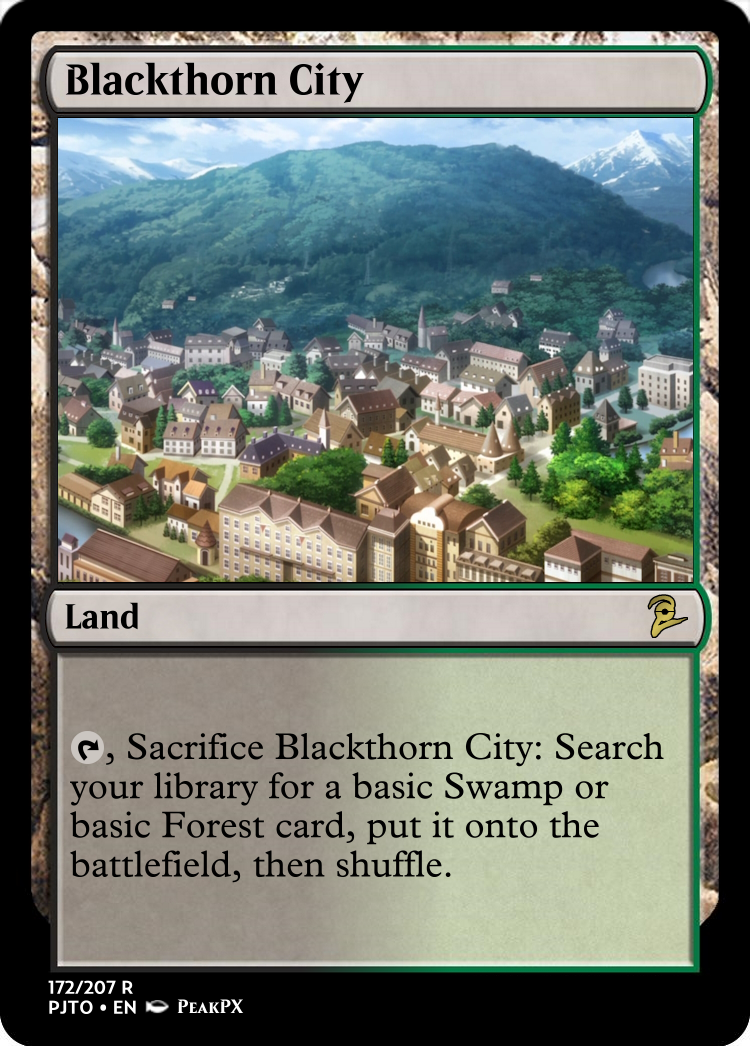 Blackthorn City
Land
, Sacrifice Blackthorn City: Search
your library for a basic Swamp or
basic Forest card, put it onto the
battlefield, then shuffle.
172/207 R
PJTO • EN PeakPX